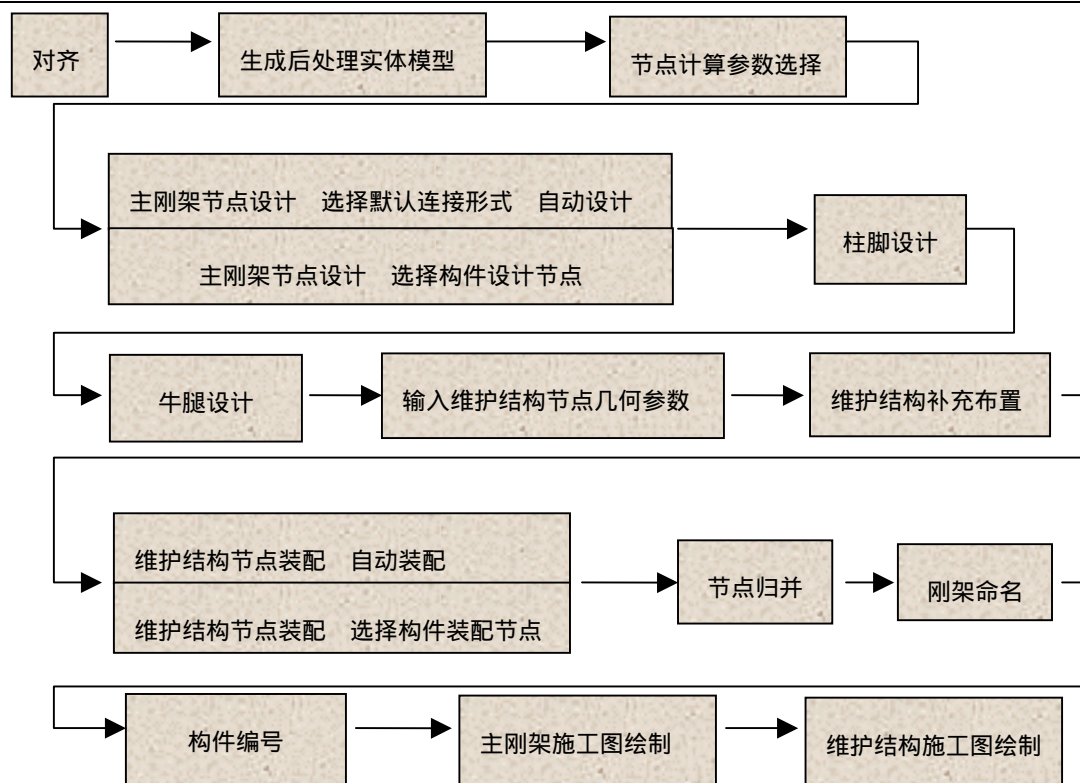 对齐
生成后处理实体模型
节点计算参数选择
主刚架节点设计 选择默认连接形式 自动设计
主刚架节点设计 选择构件设计节点
柱脚设计
牛腿设计
输入维护结构节点几何参数
维护结构补充布置
维护结构节点装配 自动装配
维护结构节点装配 选择构件装配节点
节点归并
刚架命名
构件编号
主刚架施工图绘制
维护结构施工图绘制